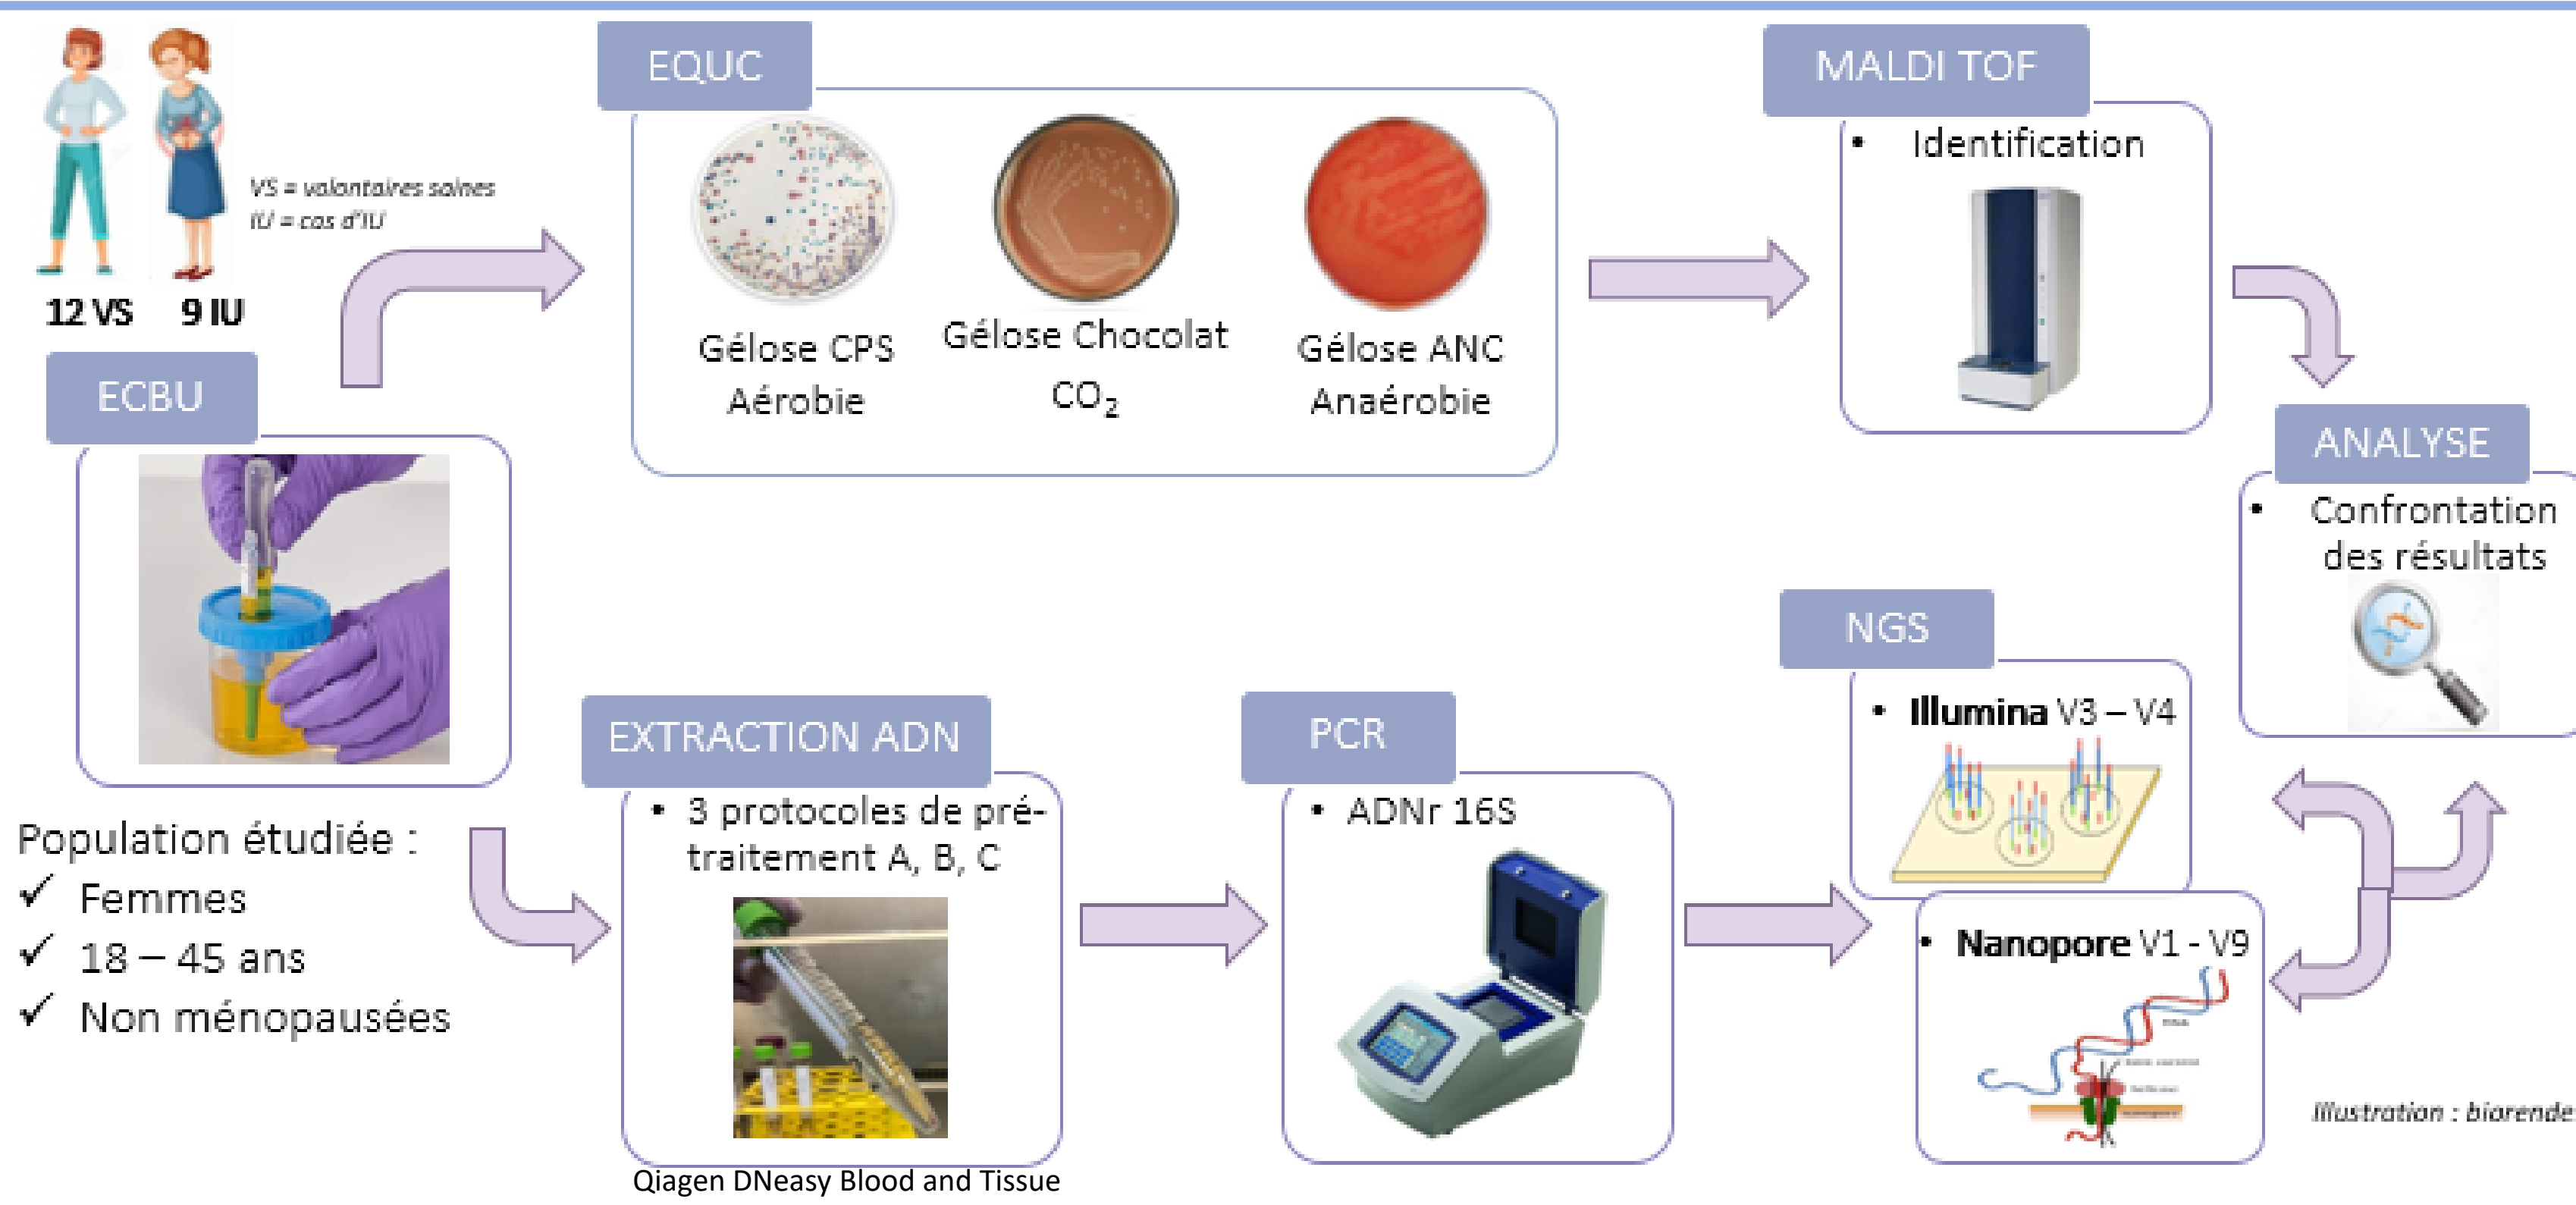 EQUC
MALDI TOF
• Identification
VS = volontaires saines
IU = cas d'IU
12 VS 9 IU
Gélose CPS
Aérobie
Gélose Chocolat
CO₂
Gélose ANC
Anaérobie
ECBU
ANALYSE
• Confrontation
des résultats
NGS
• Illumina V3 – V4
EXTRACTION ADN
• 3 protocoles de pré-
traitement A, B, C
PCR
• ADNr 16S
Population étudiée :
✓ Femmes
✓ 18 – 45 ans
✓ Non ménopausées
• Nanopore V1 - V9
Illustration : biorende
Qiagen DNeasy Blood and Tissue